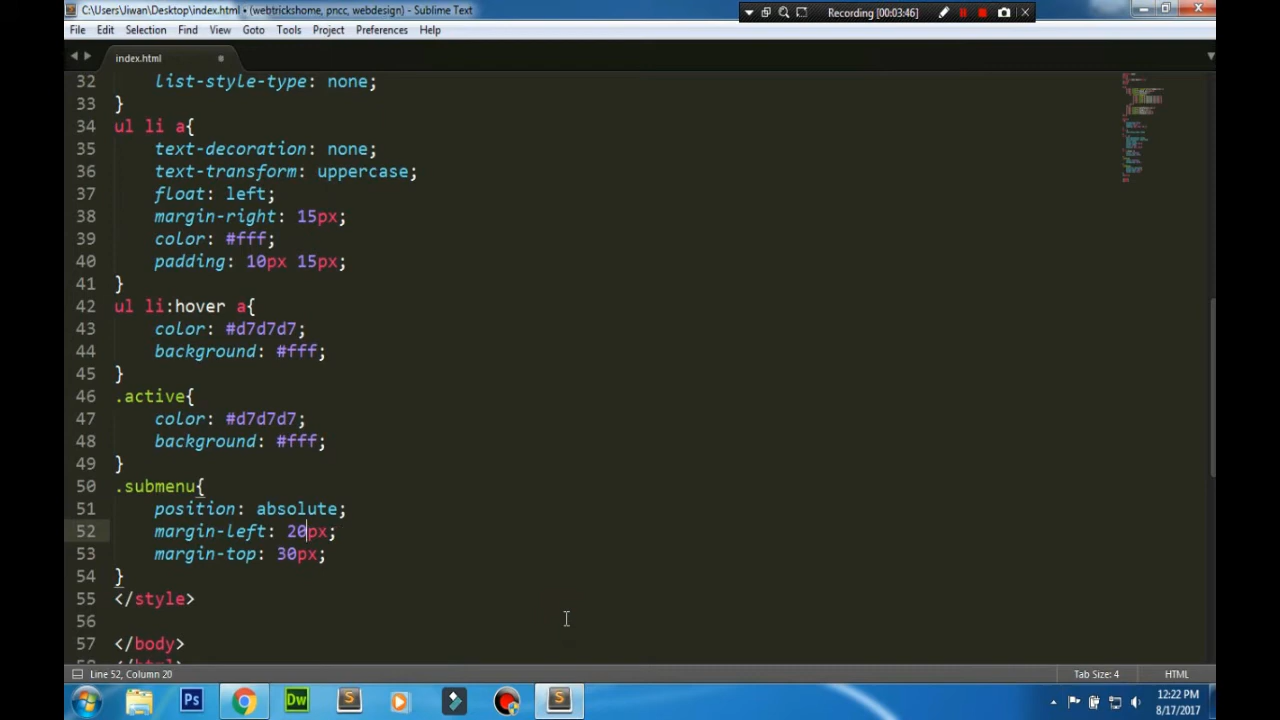 C:\Users\Jiwan\Desktop\index.html • (webtrickshome, pncc, webdesign) - Sublime Text
Recording [00:03:46]
File Edit Selection Find View Goto Tools Project Preferences Help
index.html
32 list-style-type: none;
33 }
34 ul li a{
35 text-decoration: none;
36 text-transform: uppercase;
37 float: left;
38 margin-right: 15px;
39 color: #fff;
40 padding: 10px 15px;
41 }
42 ul li:hover a{
43 color: #d7d7d7;
44 background: #fff;
45 }
46 .active{
47 color: #d7d7d7;
48 background: #fff;
49 }
50 .submenu{
51 position: absolute;
52 margin-left: 20px;
53 margin-top: 30px;
54 }
55 </style>
56
57 </body>
58 </html>
Line 52, Column 20 Tab Size: 4 HTML
Ps Dw S S
12:22 PM
8/17/2017